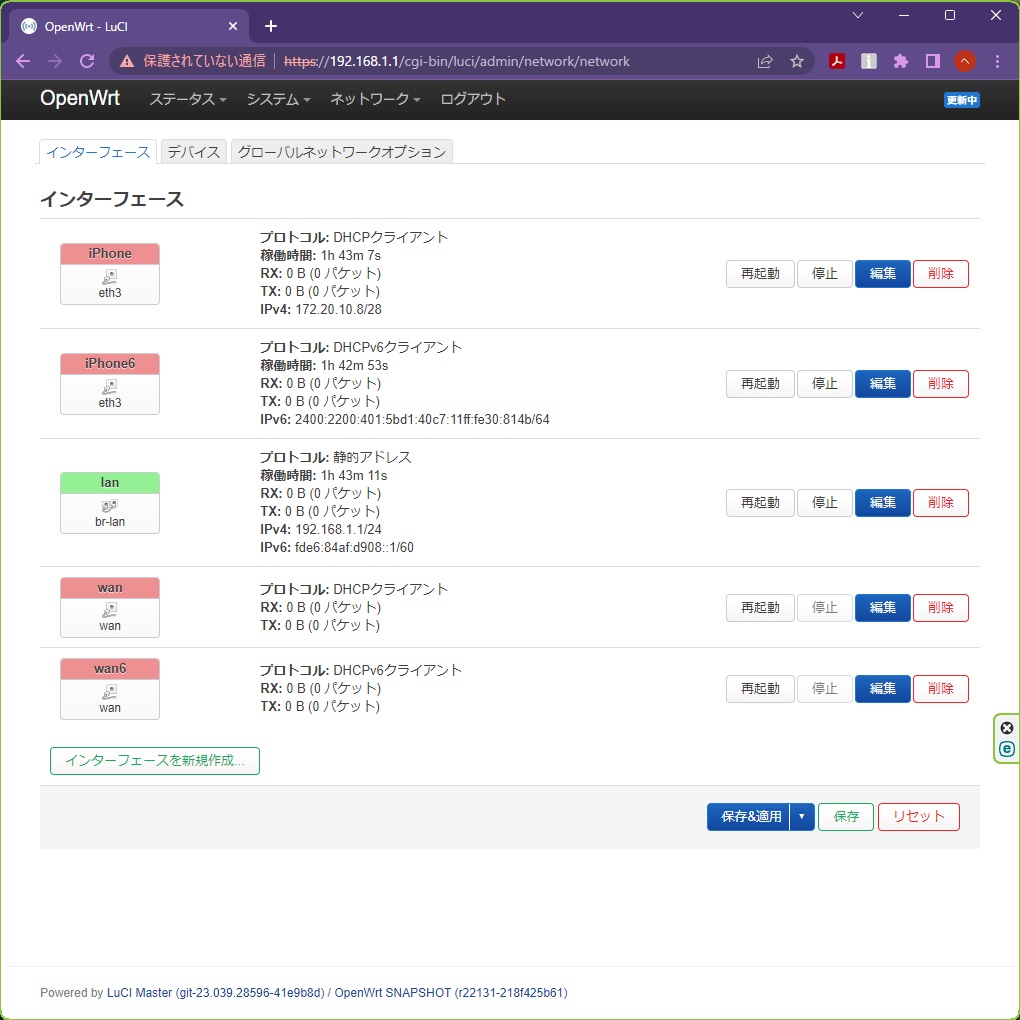 OpenWrt - LuCI
保護されていない通信 https://192.168.1.1/cgi-bin/luci/admin/network/network
OpenWrt ステータス システム ネットワーク ログアウト 更新中
インターフェース デバイス グローバルネットワークオプション
インターフェース
iPhone
eth3
プロトコル: DHCPクライアント
稼働時間: 1h 43m 7s
RX: 0 B (0 パケット)
TX: 0 B (0 パケット)
IPv4: 172.20.10.8/28
再起動 停止 編集 削除
iPhone6
eth3
プロトコル: DHCPv6クライアント
稼働時間: 1h 42m 53s
RX: 0 B (0 パケット)
TX: 0 B (0 パケット)
IPv6: 2400:2200:401:5bd1:40c7:11ff:fe30:814b/64
再起動 停止 編集 削除
lan
br-lan
プロトコル: 静的アドレス
稼働時間: 1h 43m 11s
RX: 0 B (0 パケット)
TX: 0 B (0 パケット)
IPv4: 192.168.1.1/24
IPv6: fde6:84af:d908::1/60
再起動 停止 編集 削除
wan
wan
プロトコル: DHCPクライアント
RX: 0 B (0 パケット)
TX: 0 B (0 パケット)
再起動 停止 編集 削除
wan6
wan
プロトコル: DHCPv6クライアント
RX: 0 B (0 パケット)
TX: 0 B (0 パケット)
再起動 停止 編集 削除
インターフェースを新規作成...
保存&適用 保存 リセット
Powered by LuCI Master (git-23.039.28596-41e9b8d) / OpenWrt SNAPSHOT (r22131-218f425b61)